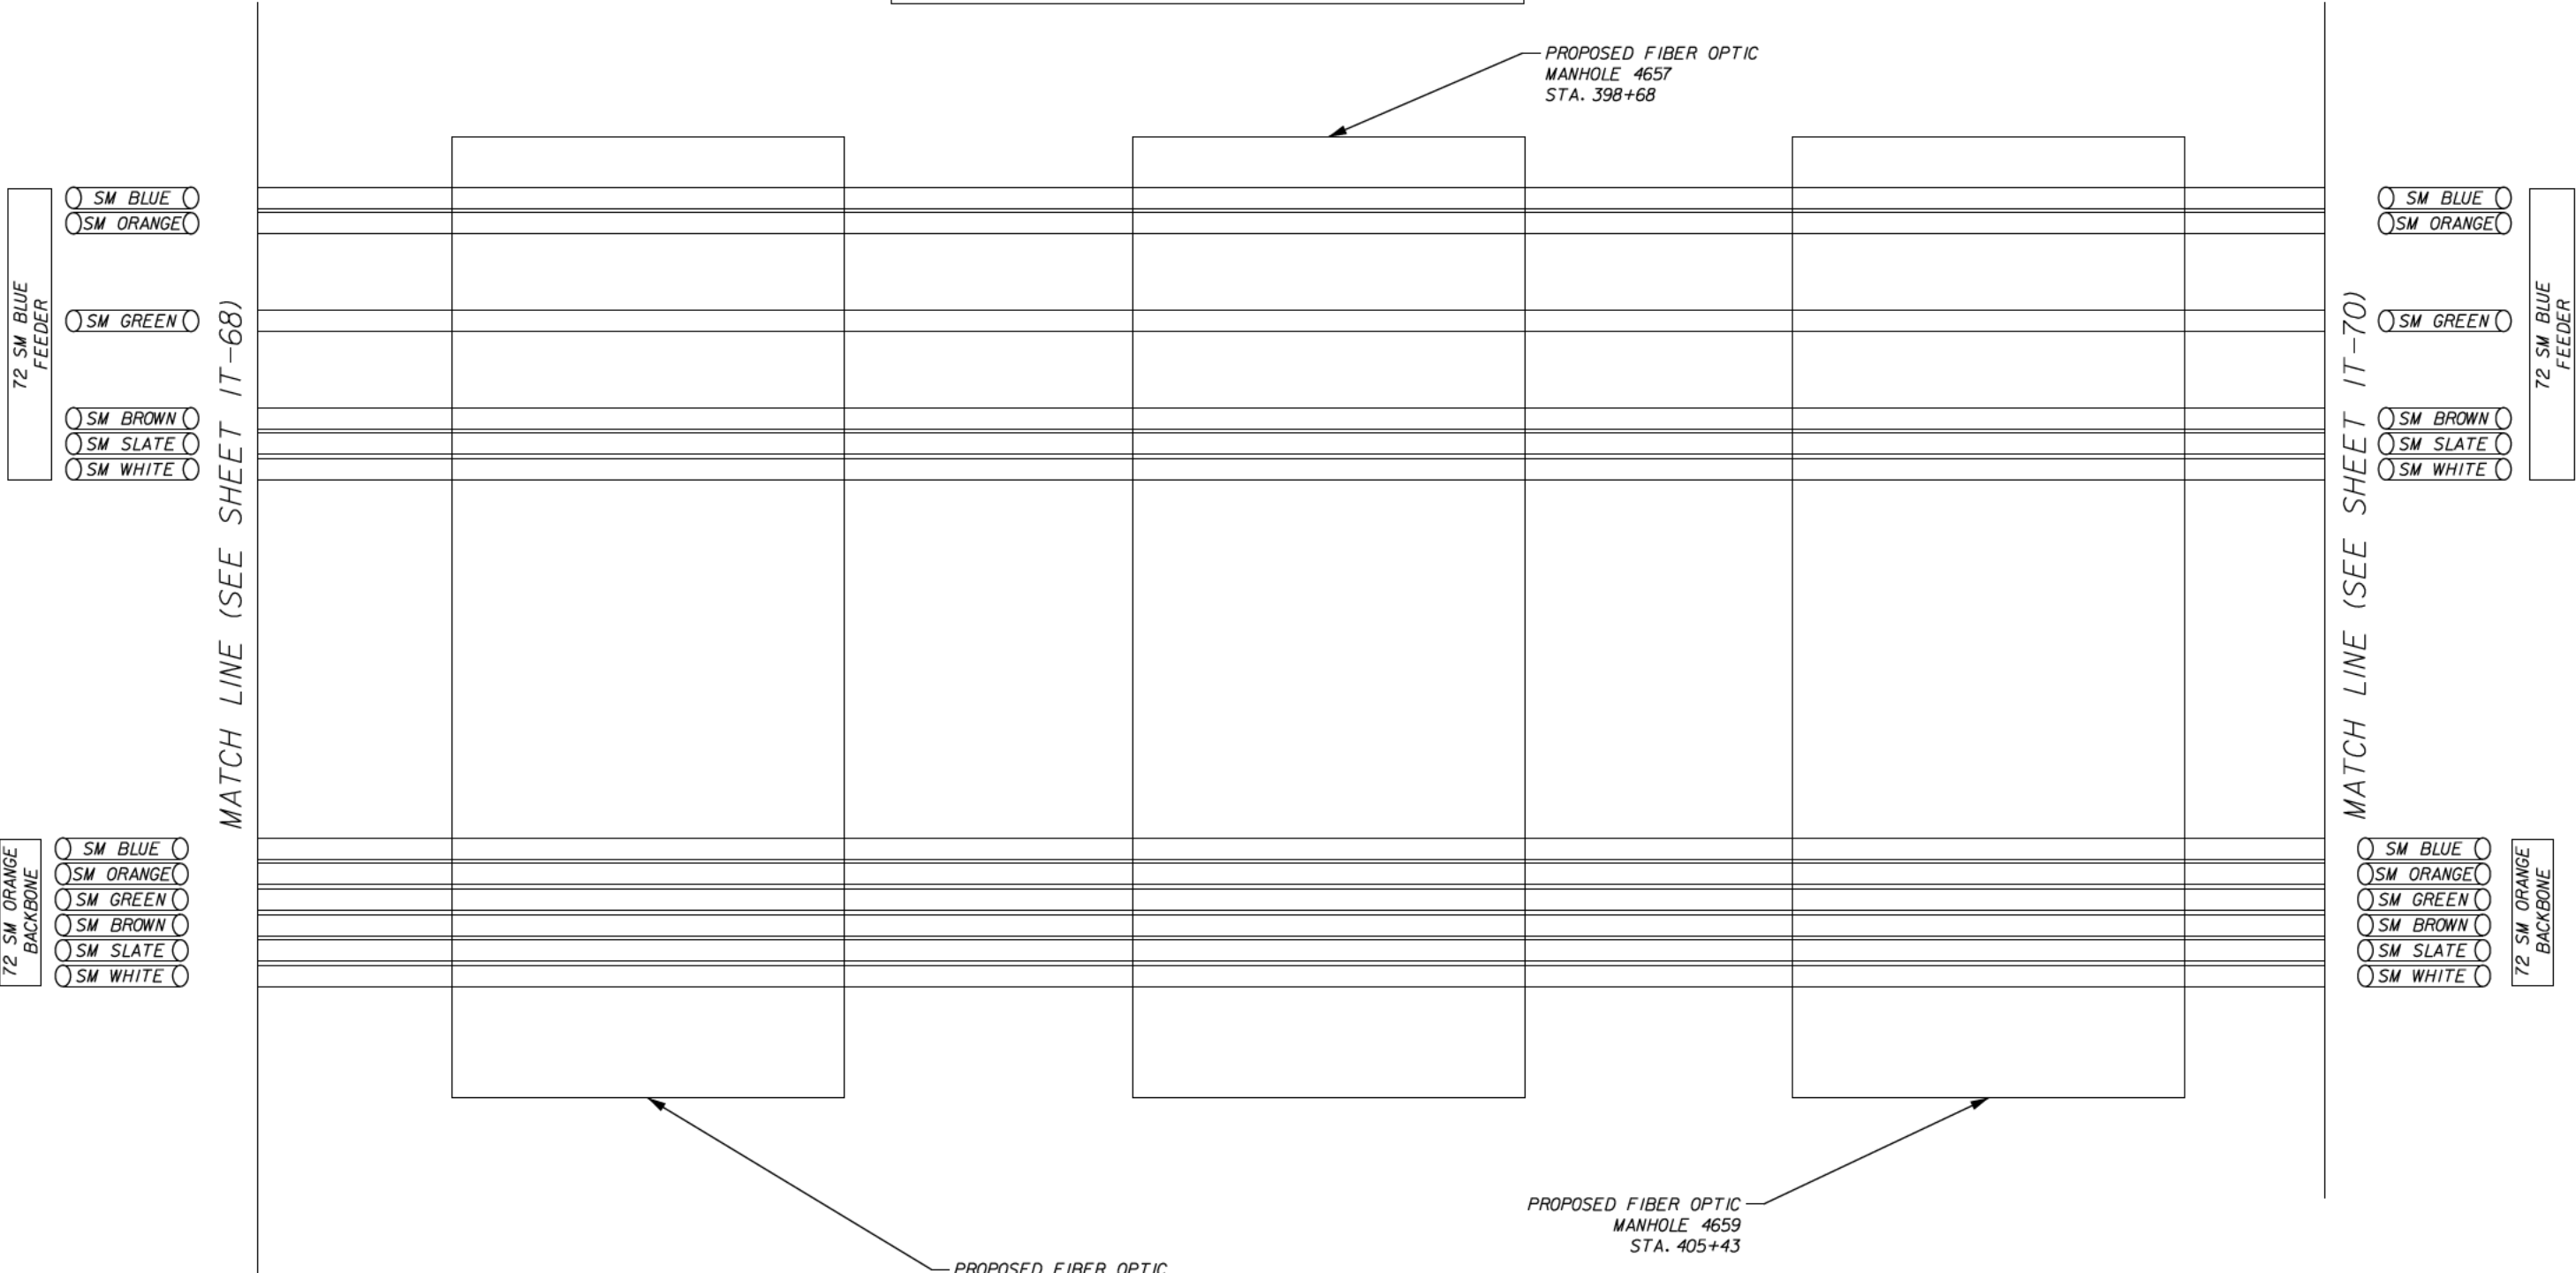 PROPOSED FIBER OPTIC
MANHOLE 4657
STA. 398+68
72 SM BLUE
FEEDER
SM BLUE
SM ORANGE
SM GREEN
SM BROWN
SM SLATE
SM WHITE
MATCH LINE (SEE SHEET IT-68)
MATCH LINE (SEE SHEET IT-70)
SM BLUE
SM ORANGE
SM GREEN
SM BROWN
SM SLATE
SM WHITE
72 SM BLUE
FEEDER
72 SM ORANGE
BACKBONE
SM BLUE
SM ORANGE
SM GREEN
SM BROWN
SM SLATE
SM WHITE
SM BLUE
SM ORANGE
SM GREEN
SM BROWN
SM SLATE
SM WHITE
72 SM ORANGE
BACKBONE
PROPOSED FIBER OPTIC
MANHOLE 4659
STA. 405+43
PROPOSED FIBER OPTIC